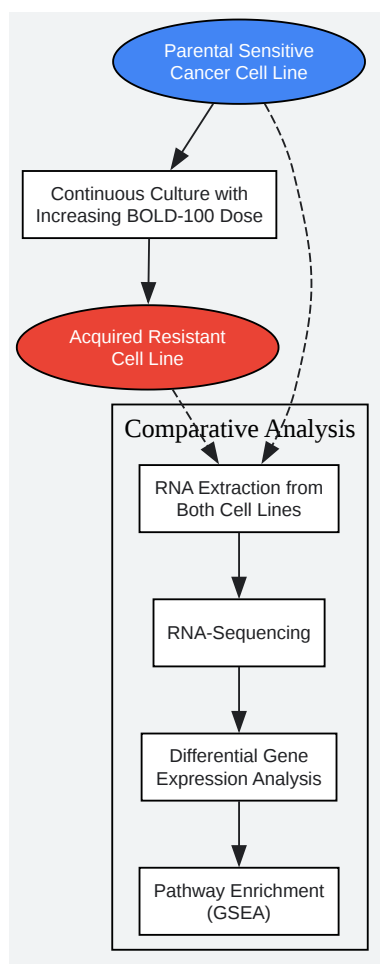 Parental Sensitive
Cancer Cell Line
Continuous Culture with
Increasing BOLD-100 Dose
Acquired Resistant
Cell Line
Comparative Analysis
RNA Extraction from
Both Cell Lines
RNA-Sequencing
Differential Gene
Expression Analysis
Pathway Enrichment
(GSEA)